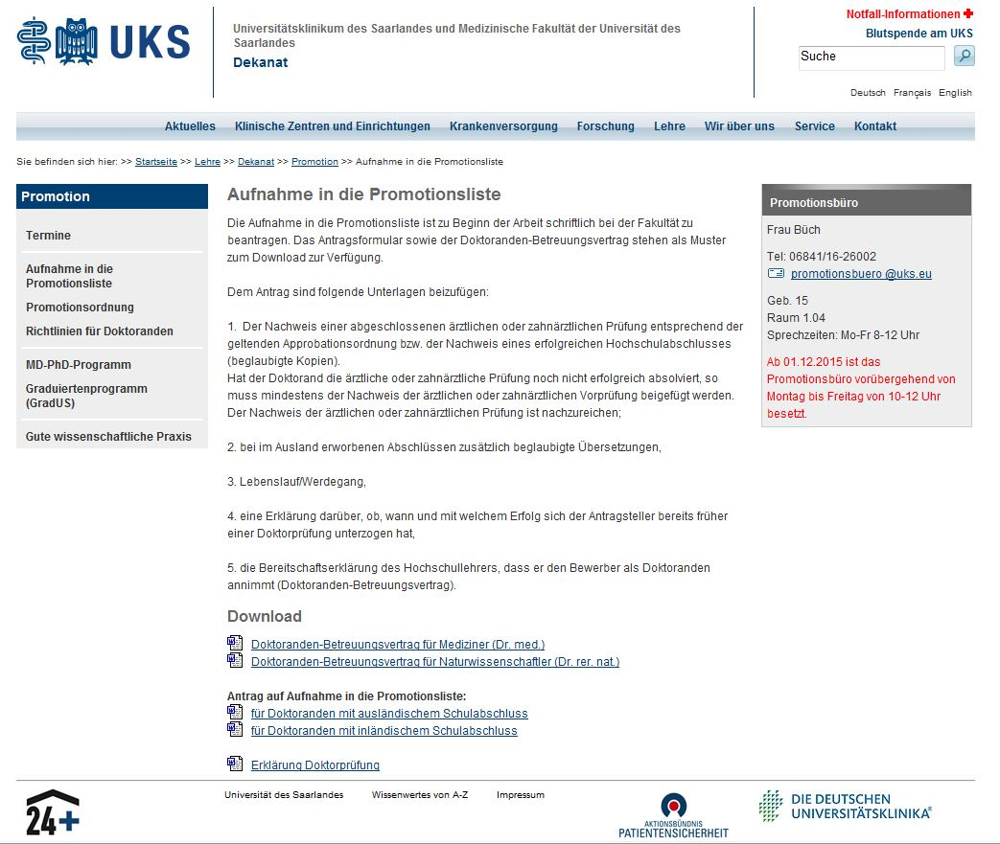 UKS
Universitätsklinikum des Saarlandes und Medizinische Fakultät der Universität des
Saarlandes
Dekanat
Notfall-Informationen
Blutspende am UKS
Suche
Deutsch Français English
Aktuelles Klinische Zentren und Einrichtungen Krankenversorgung Forschung Lehre Wir über uns Service Kontakt
Sie befinden sich hier: >> Startseite >> Lehre >> Dekanat >> Promotion >> Aufnahme in die Promotionsliste
Promotion
Termine
Aufnahme in die
Promotionsliste
Promotionsordnung
Richtlinien für Doktoranden
MD-PhD-Programm
Graduiertenprogramm
(GradUS)
Gute wissenschaftliche Praxis
Aufnahme in die Promotionsliste
Die Aufnahme in die Promotionsliste ist zu Beginn der Arbeit schriftlich bei der Fakultät zu
beantragen. Das Antragsformular sowie der Doktoranden-Betreuungsvertrag stehen als Muster
zum Download zur Verfügung.
Dem Antrag sind folgende Unterlagen beizufügen:
1. Der Nachweis einer abgeschlossenen ärztlichen oder zahnärztlichen Prüfung entsprechend der
geltenden Approbationsordnung bzw. der Nachweis eines erfolgreichen Hochschulabschlusses
(beglaubigte Kopien).
Hat der Doktorand die ärztliche oder zahnärztliche Prüfung noch nicht erfolgreich absolviert, so
muss mindestens der Nachweis der ärztlichen oder zahnärztlichen Vorprüfung beigefügt werden.
Der Nachweis der ärztlichen oder zahnärztlichen Prüfung ist nachzureichen;
2. bei im Ausland erworbenen Abschlüssen zusätzlich beglaubigte Übersetzungen,
3. Lebenslauf/Werdegang,
4. eine Erklärung darüber, ob, wann und mit welchem Erfolg sich der Antragsteller bereits früher
einer Doktorprüfung unterzogen hat,
5. die Bereitschaftserklärung des Hochschullehrers, dass er den Bewerber als Doktoranden
annimmt (Doktoranden-Betreuungsvertrag).
Download
Doktoranden-Betreuungsvertrag für Mediziner (Dr. med.)
Doktoranden-Betreuungsvertrag für Naturwissenschaftler (Dr. rer. nat.)
Antrag auf Aufnahme in die Promotionsliste:
für Doktoranden mit ausländischem Schulabschluss
für Doktoranden mit inländischem Schulabschluss
Erklärung Doktorprüfung
Promotionsbüro
Frau Büch
Tel: 06841/16-26002
promotionsbuero @uks.eu
Geb. 15
Raum 1.04
Sprechzeiten: Mo-Fr 8-12 Uhr
Ab 01.12.2015 ist das
Promotionsbüro vorübergehend von
Montag bis Freitag von 10-12 Uhr
besetzt.
24+
Universität des Saarlandes Wissenwertes von A-Z Impressum
AKTIONSBÜNDNIS
PATIENTENSICHERHEIT
DIE DEUTSCHEN
UNIVERSITÄTSKLINIKA®